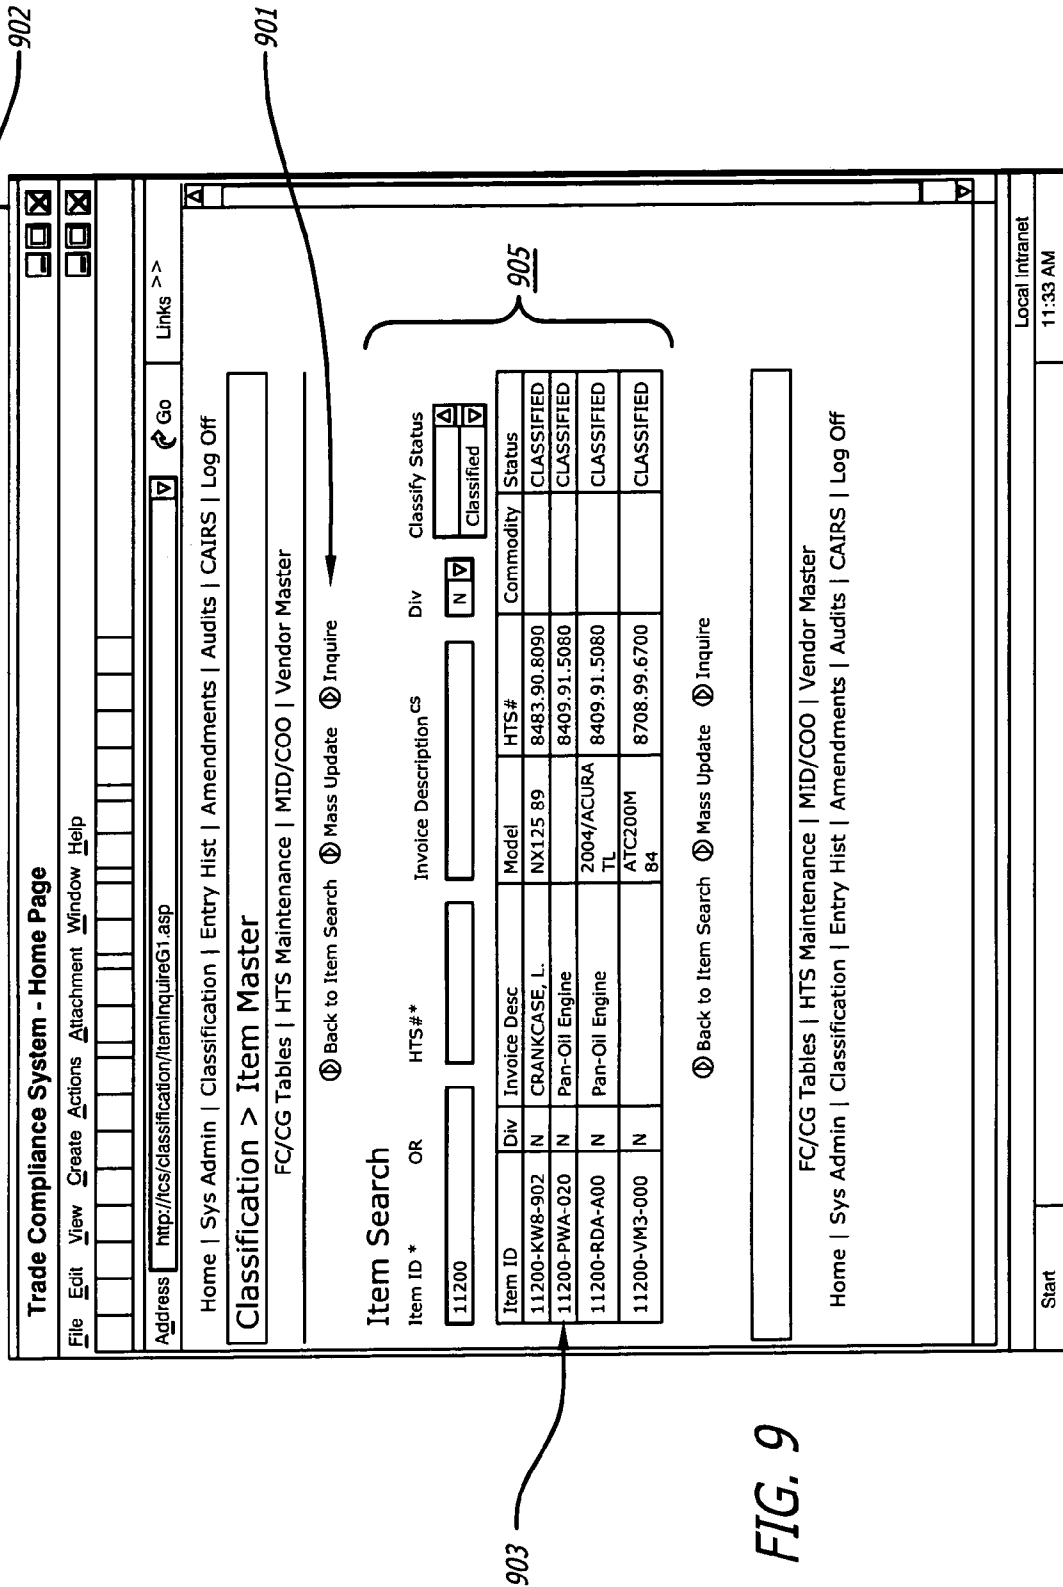 902
901
Trade Compliance System - Home Page
File Edit View Create Actions Attachment Window Help
Address http://tcs/classification/ItemInquireG1.asp Go Links >>
Home | Sys Admin | Classification | Entry Hist | Amendments | Audits | CAIRS | Log Off
Classification > Item Master
FC/CG Tables | HTS Maintenance | MID/COO | Vendor Master
Back to Item Search Mass Update Inquire
Item Search
Item ID * OR HTS#* Invoice Description CS Div Classify Status
11200 N Classified
905
Item ID Div Invoice Desc Model HTS# Commodity Status
11200-KW8-902 N CRANKCASE, L. NX125 89 8483.90.8090 CLASSIFIED
11200-PWA-020 N Pan-Oil Engine 8409.91.5080 CLASSIFIED
11200-RDA-A00 N Pan-Oil Engine 2004/ACURA TL 8409.91.5080 CLASSIFIED
11200-VM3-000 N ATC200M 84 8708.99.6700 CLASSIFIED
903
Back to Item Search Mass Update Inquire
FC/CG Tables | HTS Maintenance | MID/COO | Vendor Master
Home | Sys Admin | Classification | Entry Hist | Amendments | Audits | CAIRS | Log Off
Local Intranet
Start 11:33 AM
FIG. 9